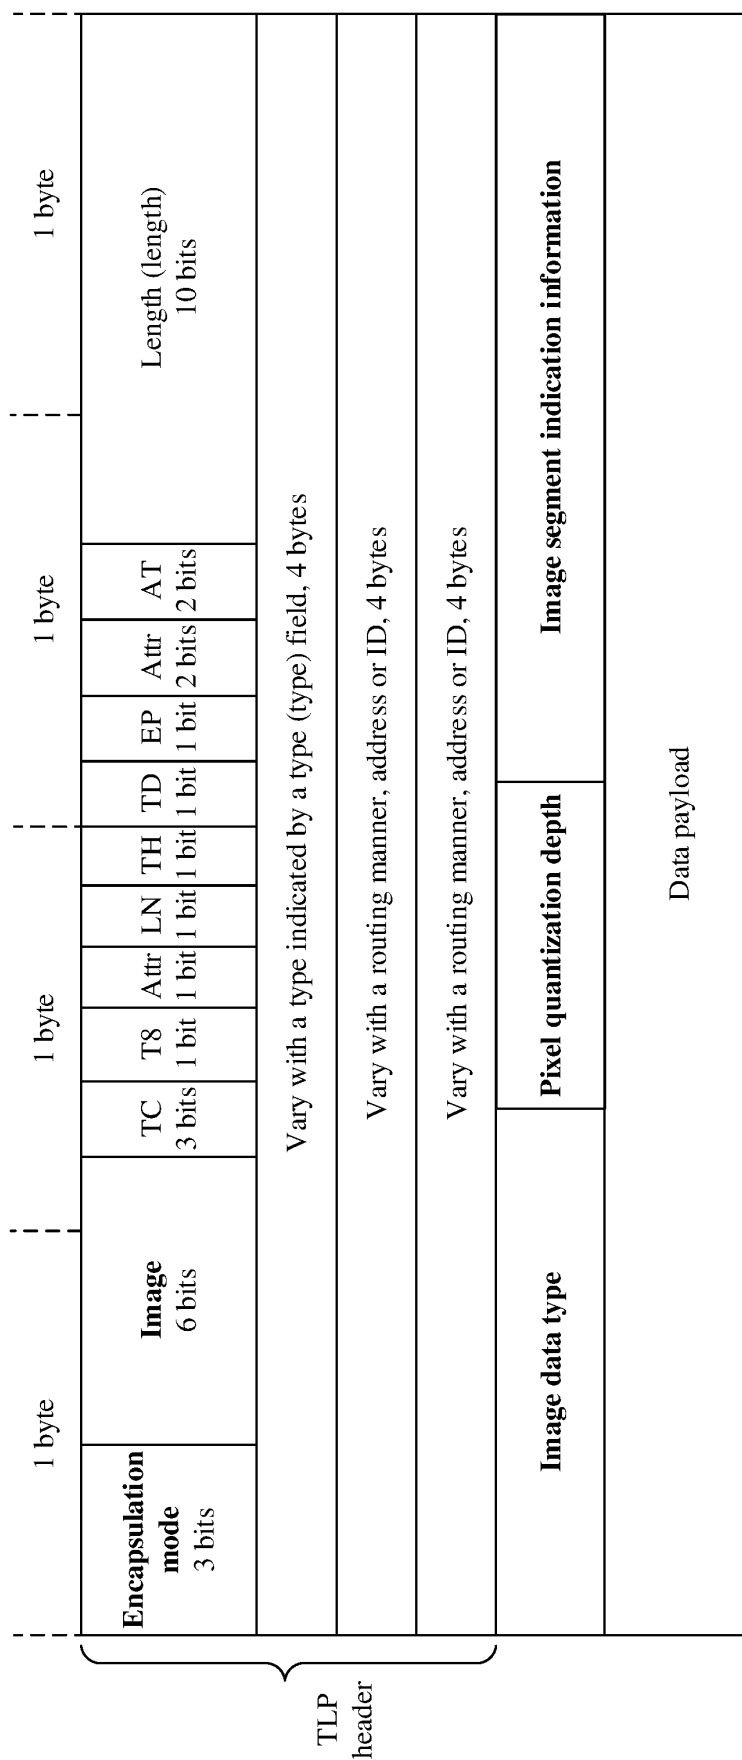 1 byte
1 byte
1 byte
1 byte
Encapsulation
mode
3 bits
Image
6 bits
TC
3 bits
T8
1 bit
Attr
1 bit
LN
1 bit
TH
1 bit
TD
1 bit
EP
1 bit
Attr
2 bits
AT
2 bits
Length (length)
10 bits
TLP
header
Vary with a type indicated by a type (type) field, 4 bytes
Vary with a routing manner, address or ID, 4 bytes
Vary with a routing manner, address or ID, 4 bytes
Image data type
Pixel quantization depth
Image segment indication information
Data payload